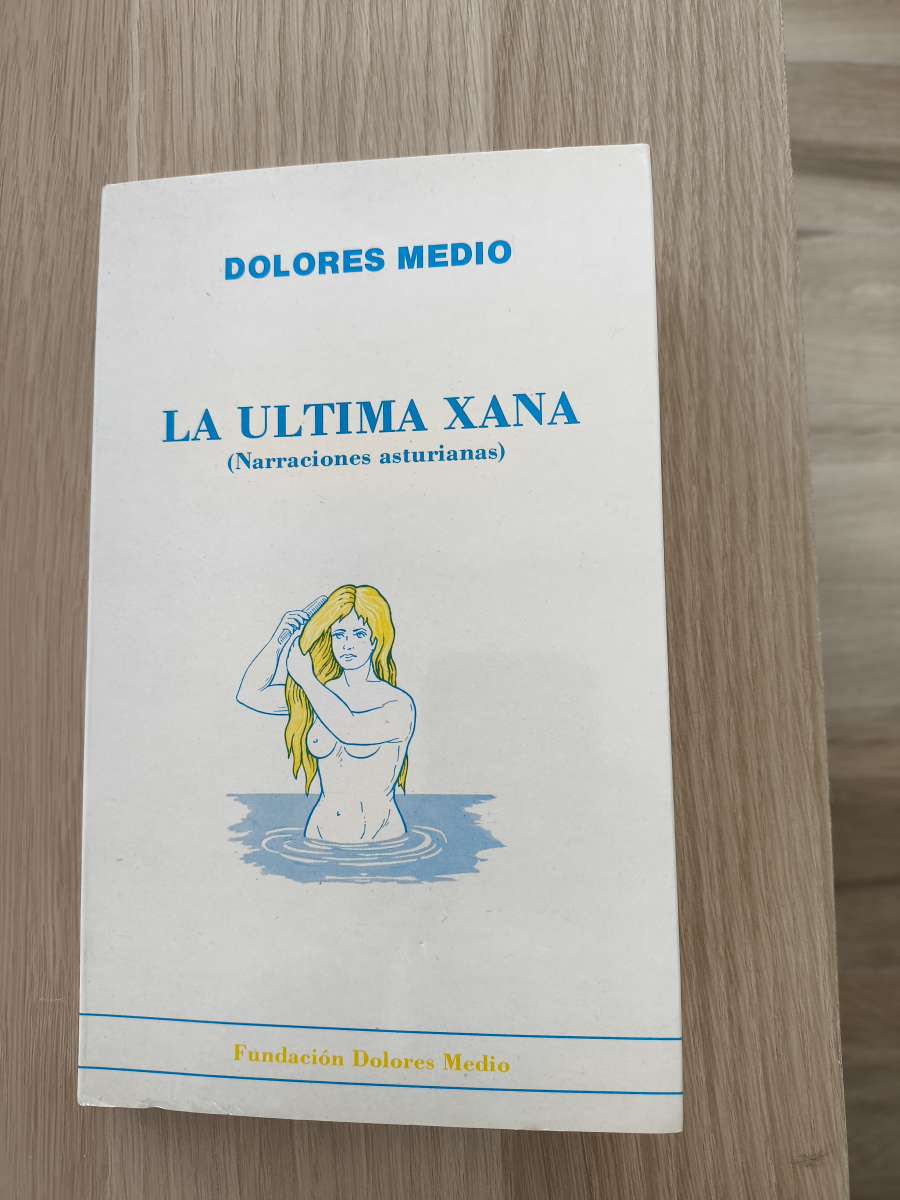 DOLORES MEDIO
LA ULTIMA XANA
(Narraciones asturianas)
Fundación Dolores Medio